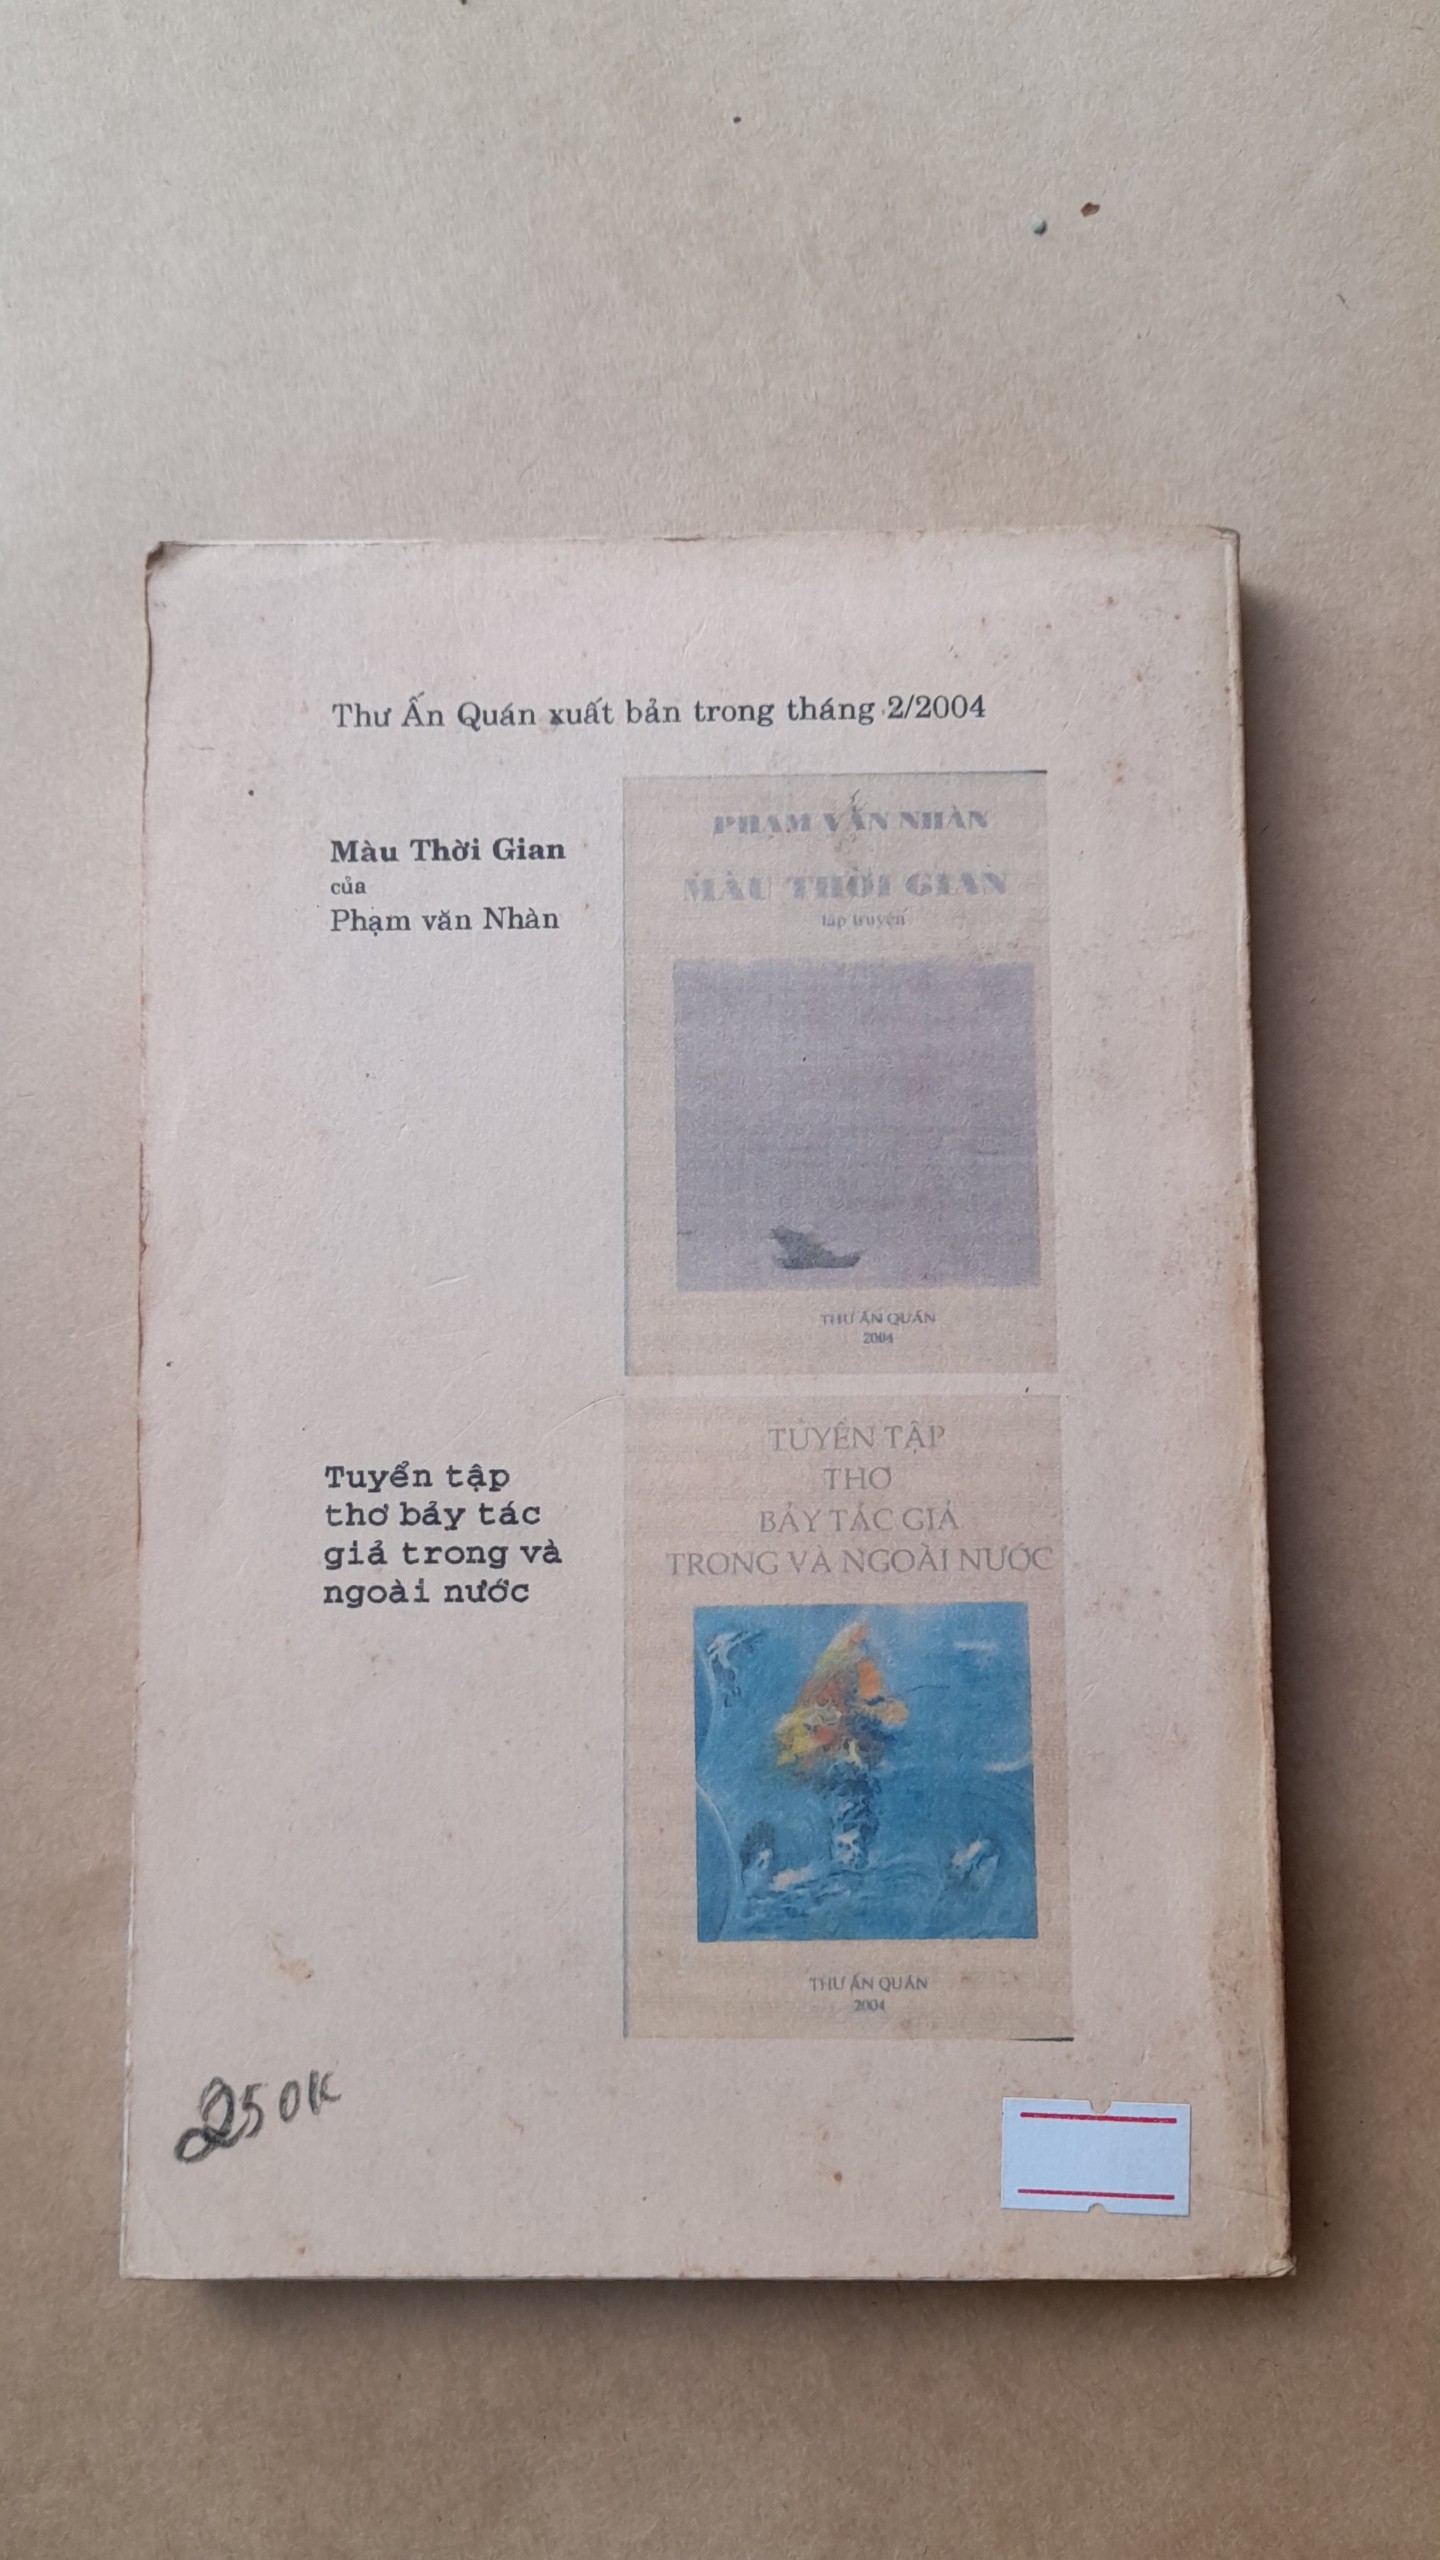 Thư Ấn Quán xuất bản trong tháng 2/2004
Màu Thời Gian
của
Phạm văn Nhàn
PHẠM VĂN NHÀN
MÀU THỜI GIAN
tập truyện
THƯ ẤN QUÁN
2004
Tuyển tập
thơ bảy tác
giả trong và
ngoài nước
TUYỂN TẬP
THƠ
BẢY TÁC GIẢ
TRONG VÀ NGOÀI NƯỚC
THƯ ẤN QUÁN
2004
250K